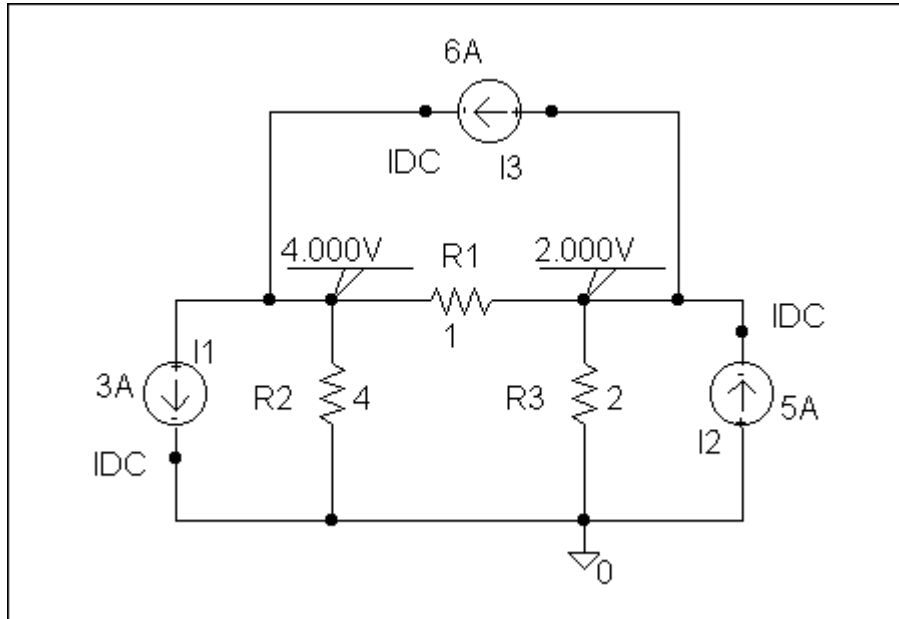 6A
IDC
I3
4.000V
R1
2.000V
1
IDC
I1
3A
R2
4
R3
2
5A
I2
IDC
0